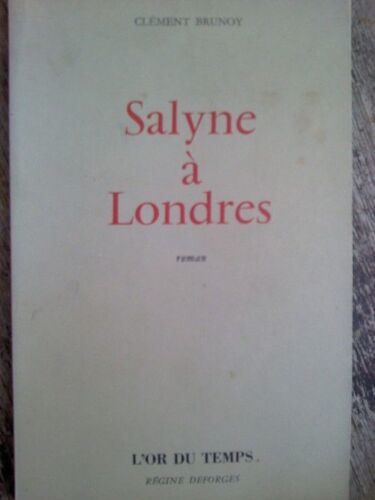 CLÉMENT BRUNOY
Salyne
à
Londres
roman
L'OR DU TEMPS.
RÉGINE DEFORGES